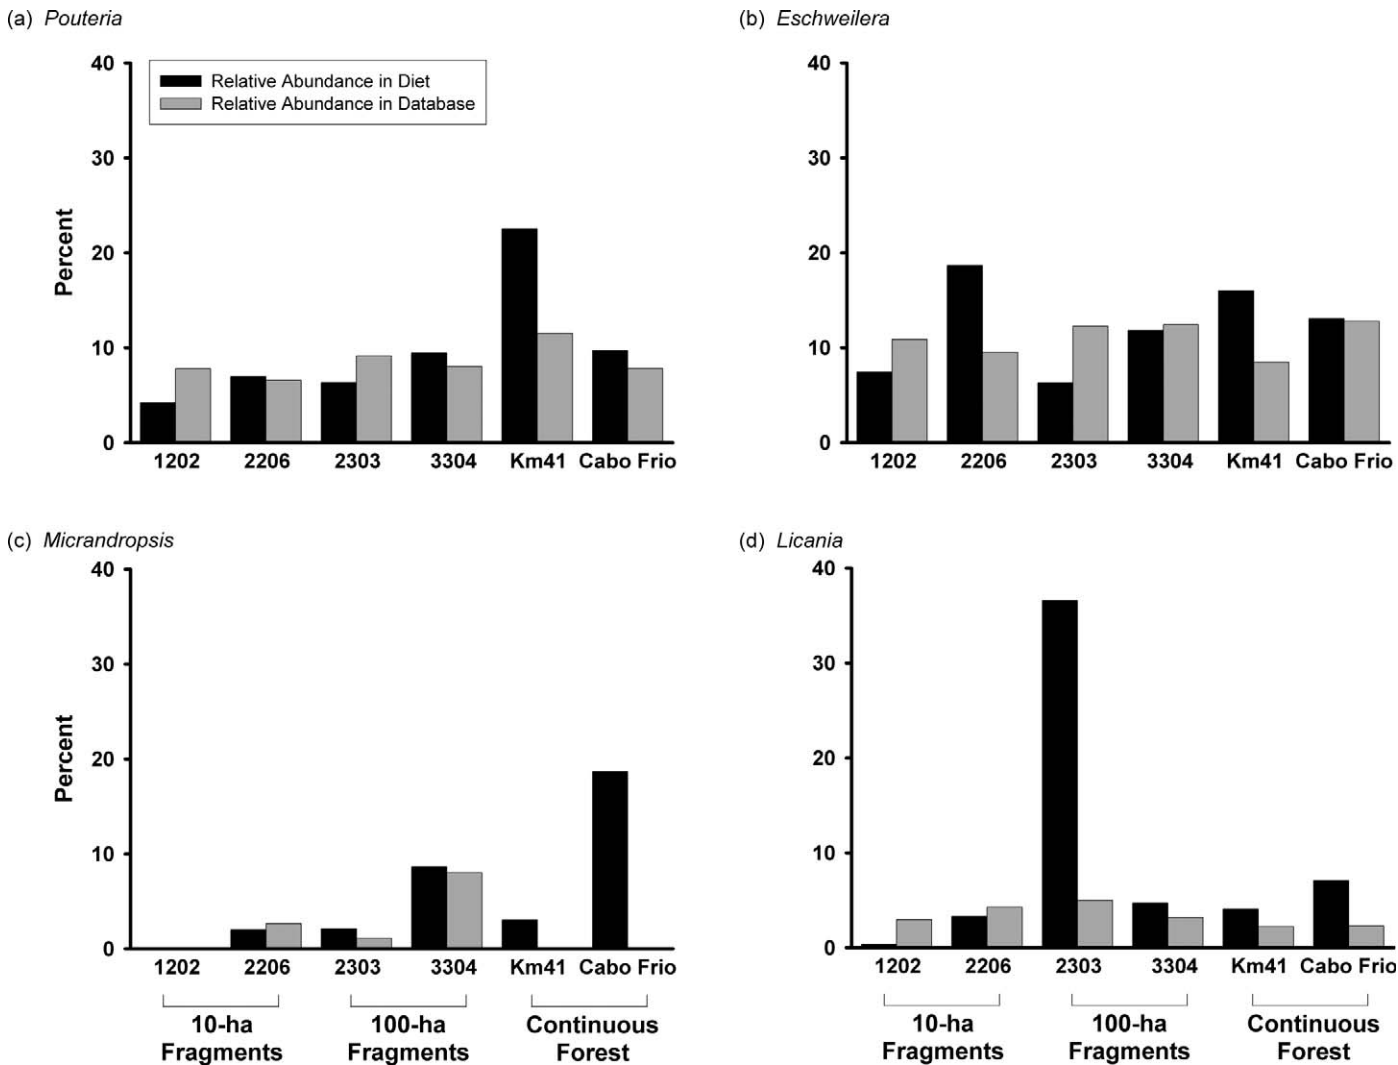 (a) Pouteria
40
30
20
10
0
Percent
Relative Abundance in Diet
Relative Abundance in Database
1202 2206 2303 3304 Km41 Cabo Frio
(b) Eschweilera
40
30
20
10
0
1202 2206 2303 3304 Km41 Cabo Frio
(c) Micrandropsis
40
30
20
10
0
Percent
1202 2206 2303 3304 Km41 Cabo Frio
10-ha
Fragments
100-ha
Fragments
Continuous
Forest
(d) Licania
40
30
20
10
0
1202 2206 2303 3304 Km41 Cabo Frio
10-ha
Fragments
100-ha
Fragments
Continuous
Forest